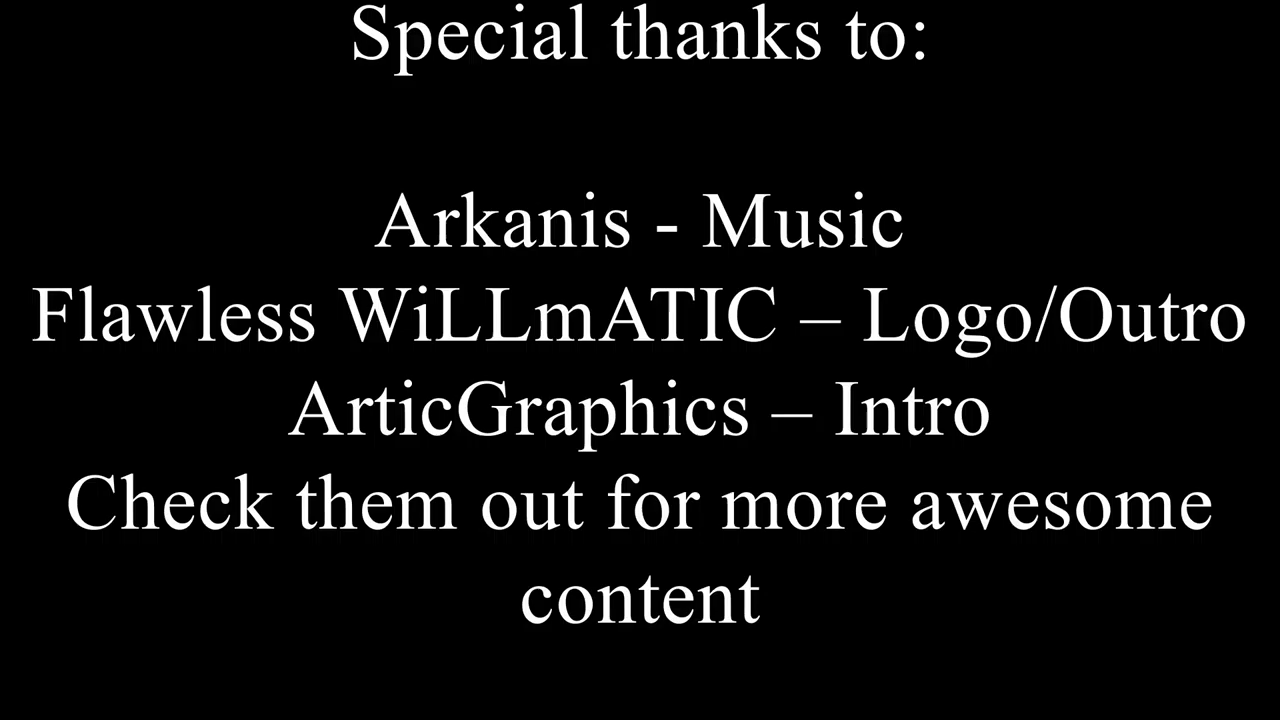 Special thanks to:
Arkanis - Music
Flawless WiLLmATIC – Logo/Outro
ArticGraphics – Intro
Check them out for more awesome
content